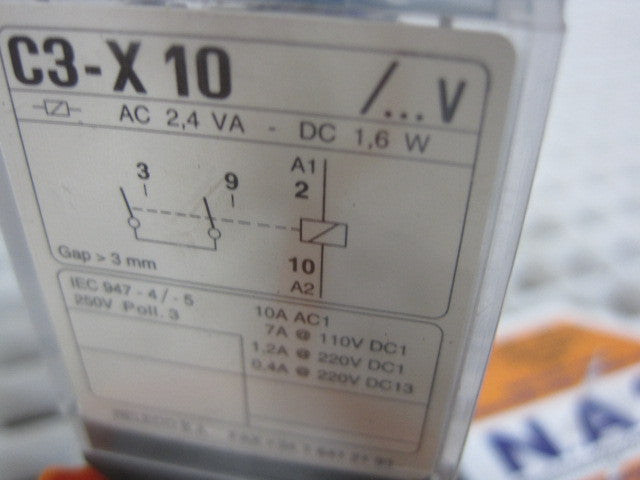 C3-X 10
/... V
AC 2,4 VA - DC 1,6 W
A1
3 9 2
10
Gap > 3 mm
A2
IEC 947 - 4 / - 5
250V Poll. 3
10A AC1
7A @ 110V DC1
1,2A @ 220V DC1
0.4A @ 220V DC13
N.A